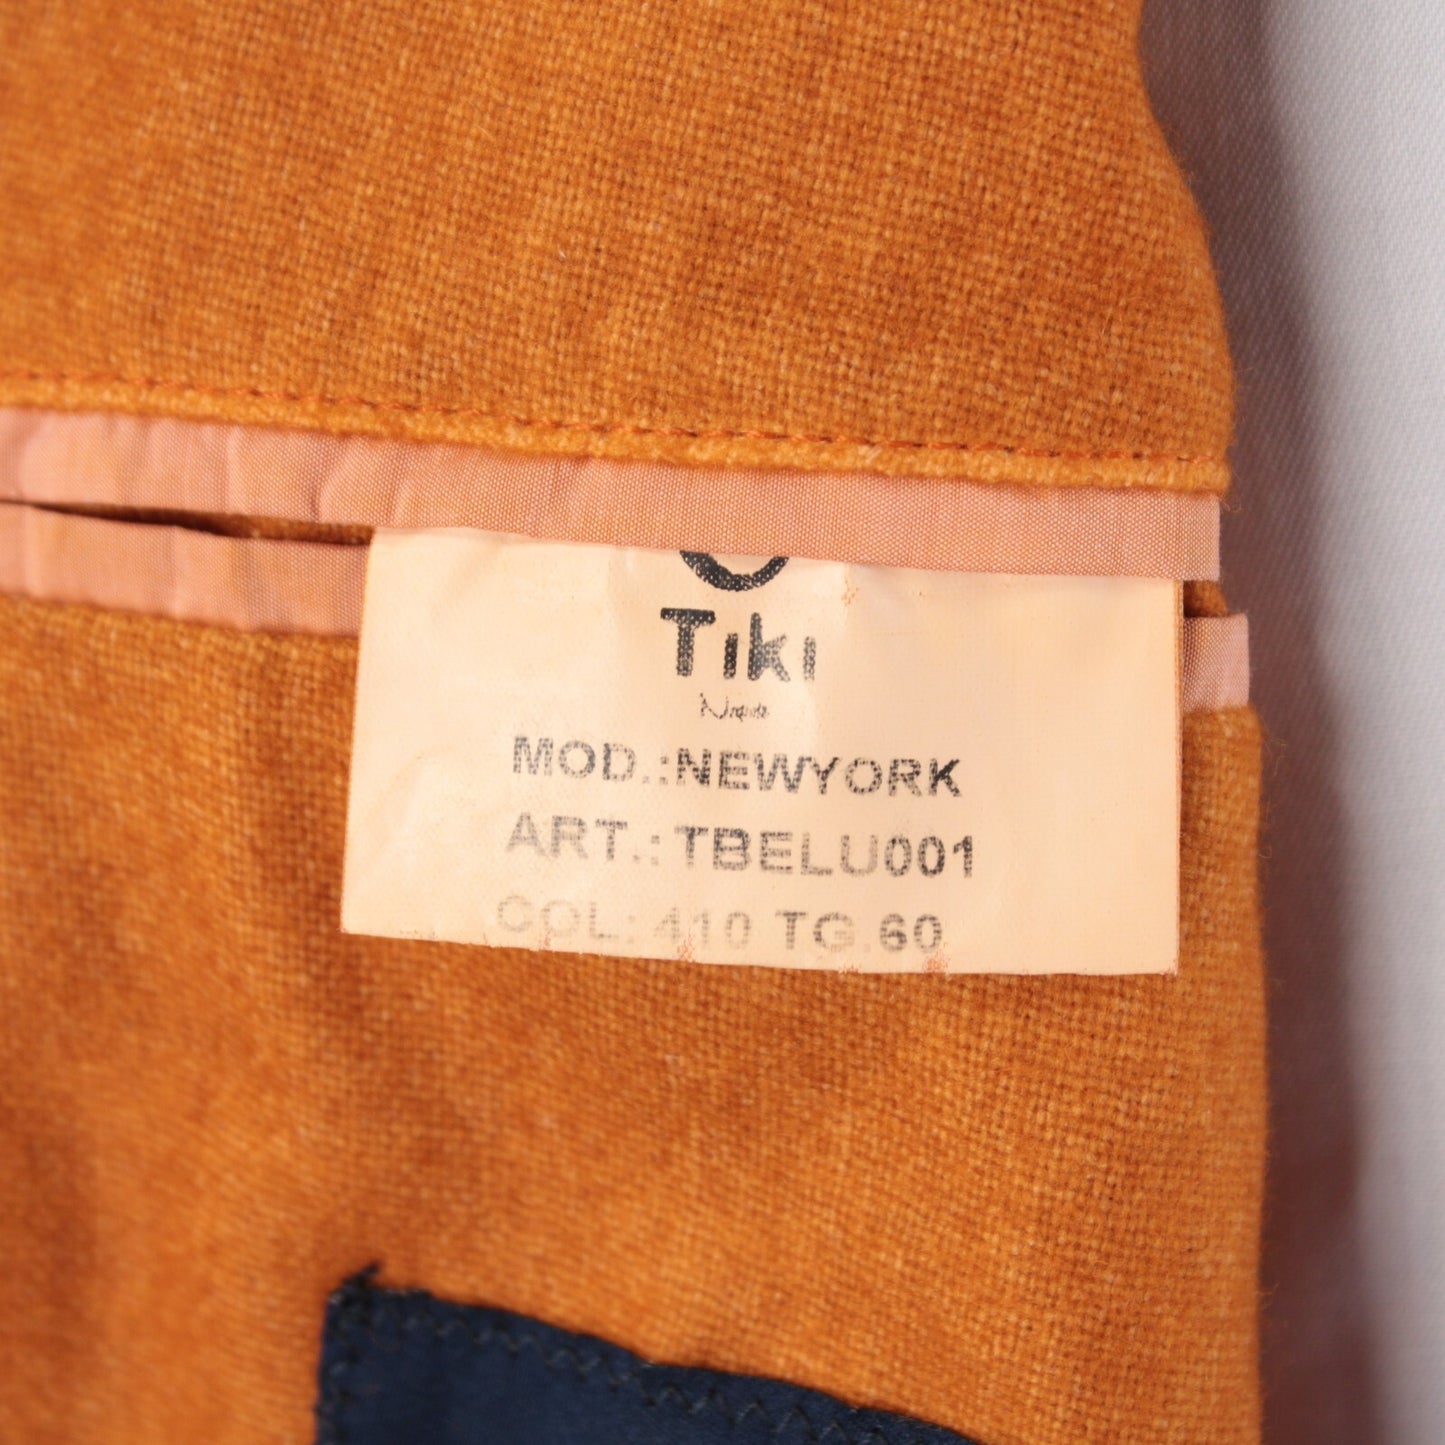 Tiki
MOD.:NEWYORK
ART.:TBELU001
COL:410 TG.60